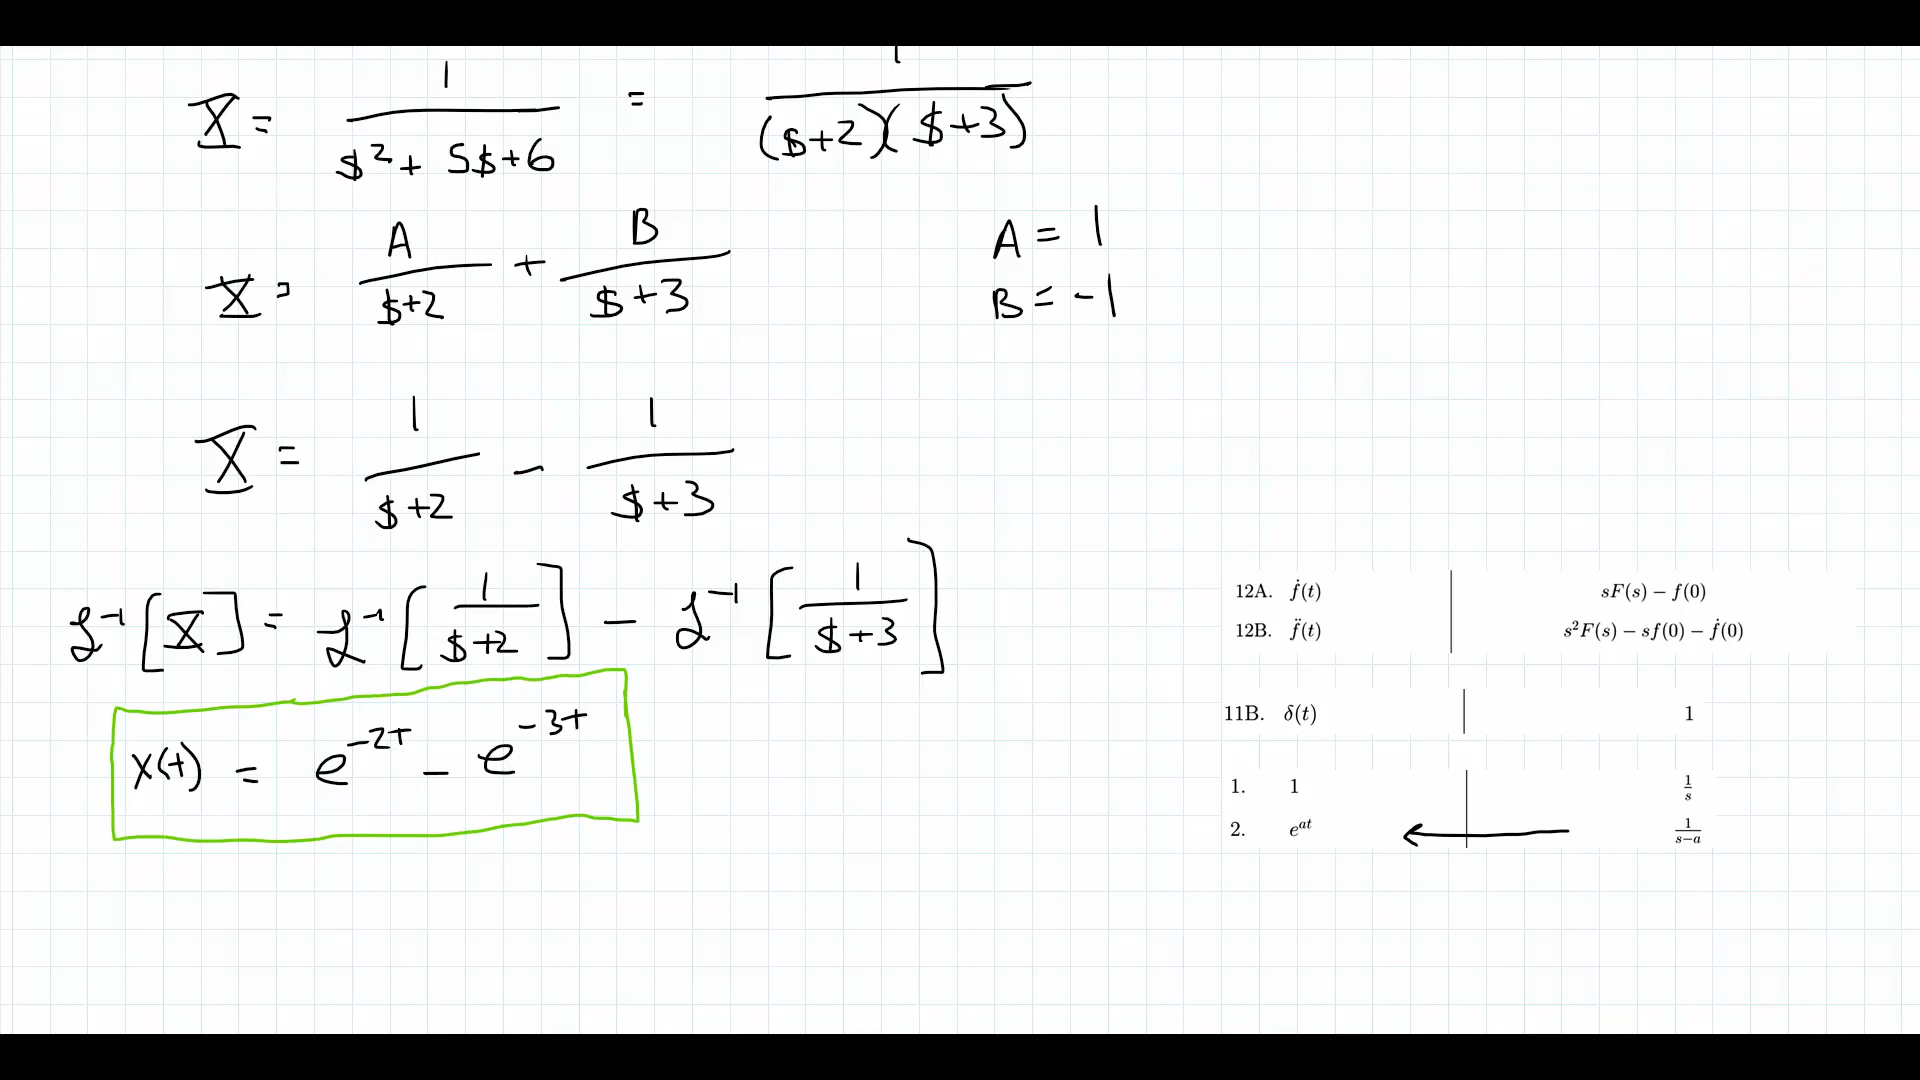 X = 1/(s²+5s+6) = 1/((s+2)(s+3))
X = A/(s+2) + B/(s+3)
A = 1
B = -1
X = 1/(s+2) - 1/(s+3)
ℒ⁻¹[X] = ℒ⁻¹[1/(s+2)] - ℒ⁻¹[1/(s+3)]
x(t) = e^(-2t) - e^(-3t)
12A. ḟ(t) | sF(s) − f(0)
12B. f̈(t) | s²F(s) − sf(0) − ḟ(0)
11B. δ(t) | 1
1. 1 | 1/s
2. e^(at) ← 1/(s−a)